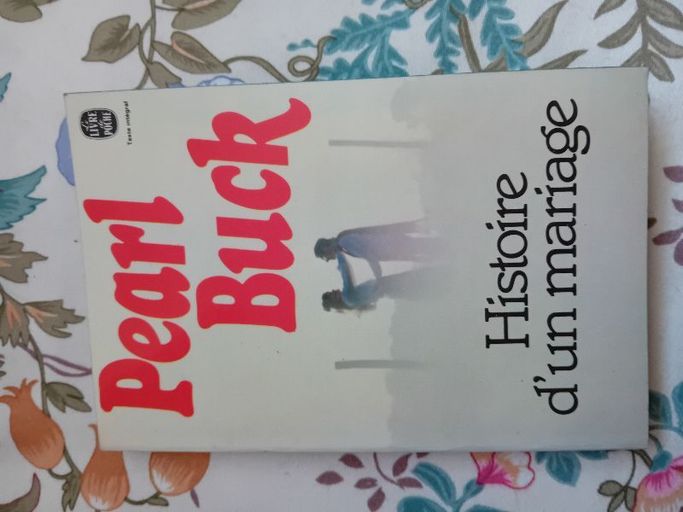 Le
LIVRE
de
POCHE
Texte intégral
Pearl
Buck
Histoire
d'un mariage